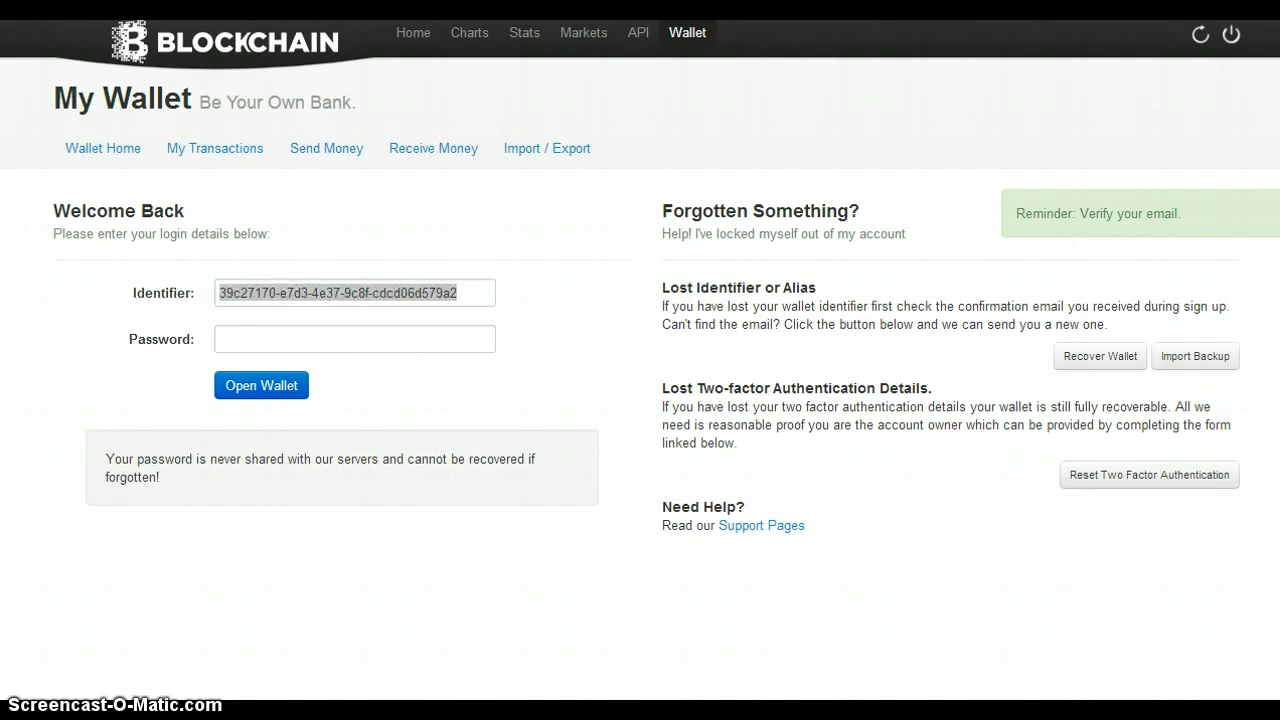 BLOCKCHAIN
Home Charts Stats Markets API Wallet
My Wallet Be Your Own Bank.
Wallet Home My Transactions Send Money Receive Money Import / Export
Welcome Back
Please enter your login details below:
Identifier: 39c27170-e7d3-4e37-9c8f-cdcd06d579a2
Password:
Open Wallet
Your password is never shared with our servers and cannot be recovered if
forgotten!
Forgotten Something?
Help! I've locked myself out of my account
Reminder: Verify your email.
Lost Identifier or Alias
If you have lost your wallet identifier first check the confirmation email you received during sign up.
Can't find the email? Click the button below and we can send you a new one.
Recover Wallet Import Backup
Lost Two-factor Authentication Details.
If you have lost your two factor authentication details your wallet is still fully recoverable. All we
need is reasonable proof you are the account owner which can be provided by completing the form
linked below.
Reset Two Factor Authentication
Need Help?
Read our Support Pages
Screencast-O-Matic.com